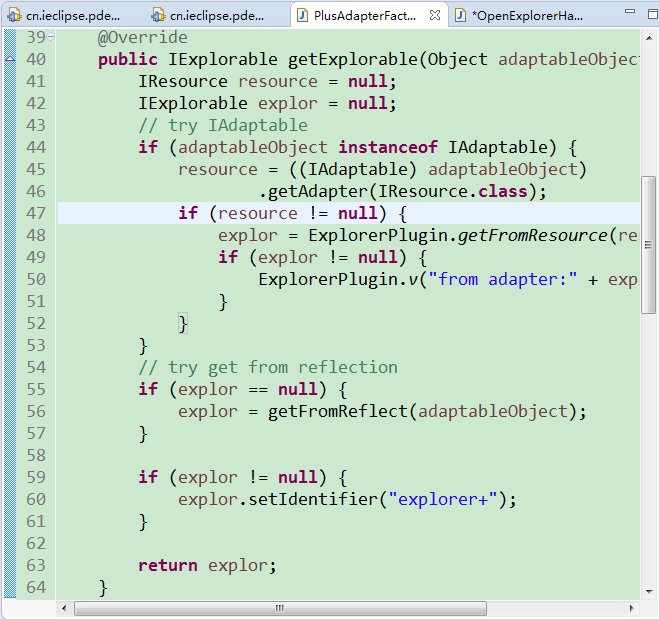 cn.ieclipse.pde... cn.ieclipse.pde... PlusAdapterFact... *OpenExplorerHa...
39 @Override
40 public IExplorable getExplorable(Object adaptableObjec
41 IResource resource = null;
42 IExplorable explor = null;
43 // try IAdaptable
44 if (adaptableObject instanceof IAdaptable) {
45 resource = ((IAdaptable) adaptableObject)
46 .getAdapter(IResource.class);
47 if (resource != null) {
48 explor = ExplorerPlugin.getFromResource(re
49 if (explor != null) {
50 ExplorerPlugin.v("from adapter:" + exp
51 }
52 }
53 }
54 // try get from reflection
55 if (explor == null) {
56 explor = getFromReflect(adaptableObject);
57 }
58
59 if (explor != null) {
60 explor.setIdentifier("explorer+");
61 }
62
63 return explor;
64 }